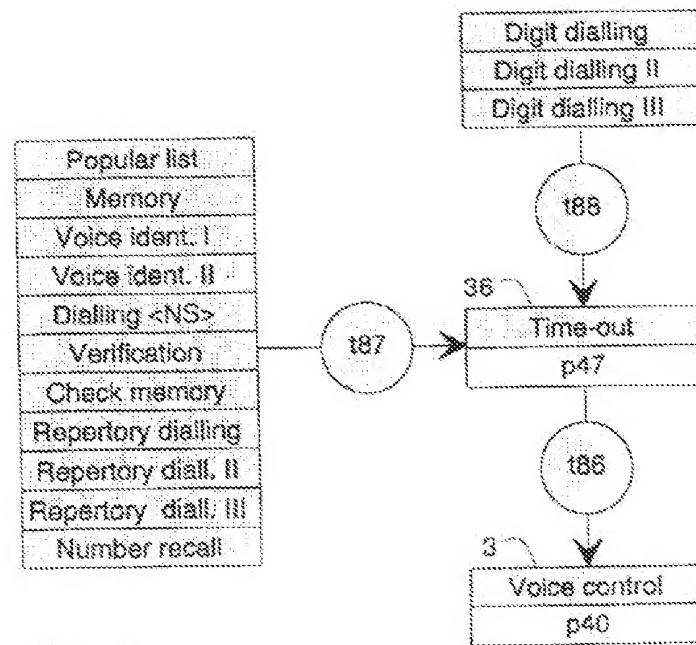 Digit dialling
Digit dialling II
Digit dialling III
Popular list
Memory
Voice ident. I
Voice ident. II
Dialling <NS>
Verification
Check memory
Repertory dialling
Repertory diall. II
Repertory diall. III
Number recall
t88
t87
36
Time-out
p47
t86
3
Voice control
p40